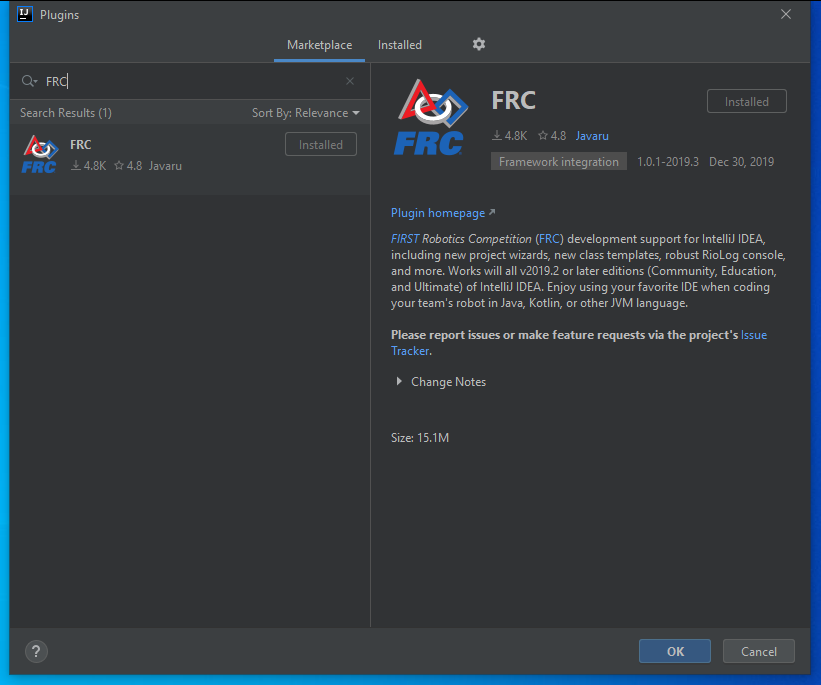 Plugins
Marketplace Installed
FRC
Search Results (1) Sort By: Relevance
FRC
FRC Installed
4.8K 4.8 Javaru
FRC
FRC Installed
4.8K 4.8 Javaru
Framework integration 1.0.1-2019.3 Dec 30, 2019
Plugin homepage
FIRST Robotics Competition (FRC) development support for IntelliJ IDEA,
including new project wizards, new class templates, robust RioLog console,
and more. Works will all v2019.2 or later editions (Community, Education,
and Ultimate) of IntelliJ IDEA. Enjoy using your favorite IDE when coding
your team's robot in Java, Kotlin, or other JVM language.
Please report issues or make feature requests via the project's Issue
Tracker.
Change Notes
Size: 15.1M
? OK Cancel